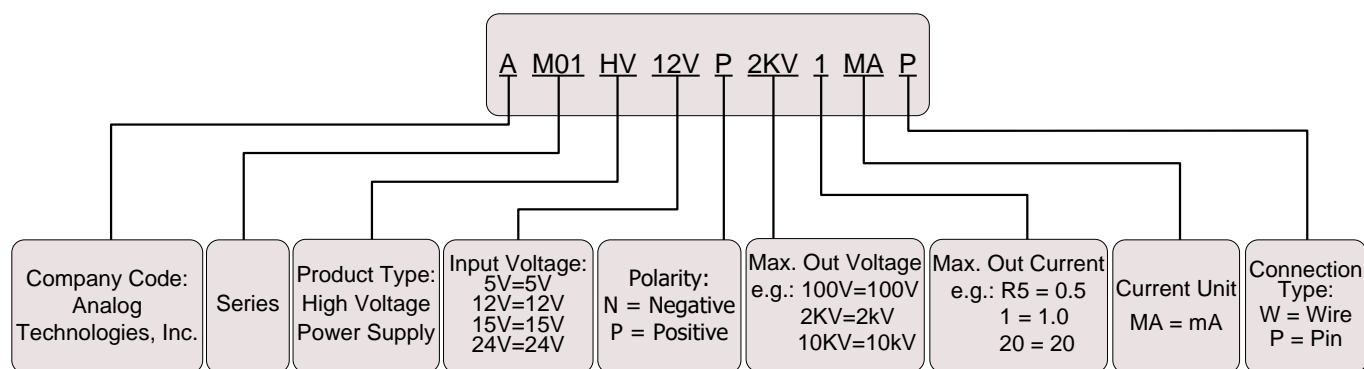 A M01 HV 12V P 2KV 1 MA P
Company Code:
Analog
Technologies, Inc.
Series
Product Type:
High Voltage
Power Supply
Input Voltage:
5V=5V
12V=12V
15V=15V
24V=24V
Polarity:
N = Negative
P = Positive
Max. Out Voltage
e.g.: 100V=100V
2KV=2kV
10KV=10kV
Max. Out Current
e.g.: R5 = 0.5
1 = 1.0
20 = 20
Current Unit
MA = mA
Connection
Type:
W = Wire
P = Pin